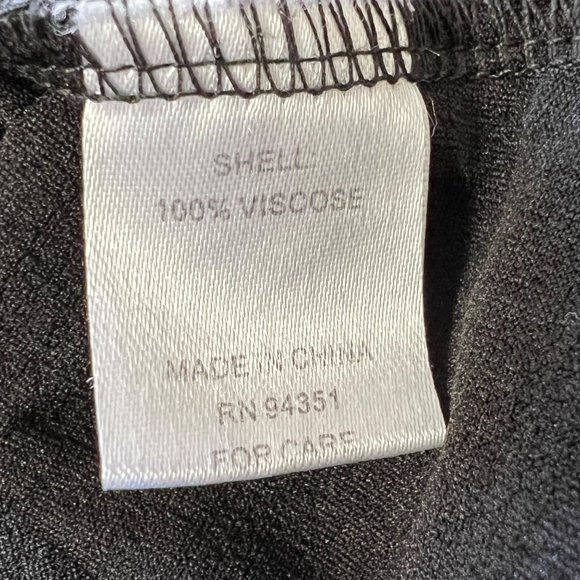 SHELL:
100% VISCOSE
MADE IN CHINA
RN 94351
FOR CARE